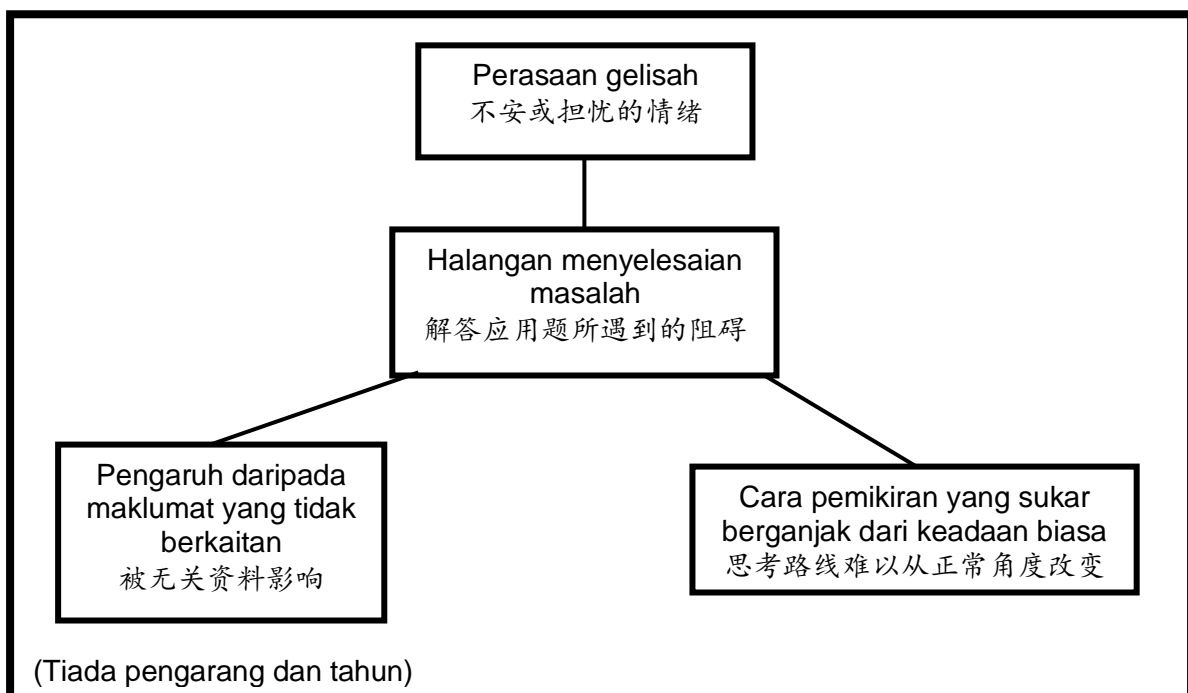 Perasaan gelisah
不安或担忧的情绪
Halangan menyelesaian
masalah
解答应用题所遇到的阻碍
Pengaruh daripada
maklumat yang tidak
berkaitan
被无关资料影响
Cara pemikiran yang sukar
berganjak dari keadaan biasa
思考路线难以从正常角度改变
(Tiada pengarang dan tahun)